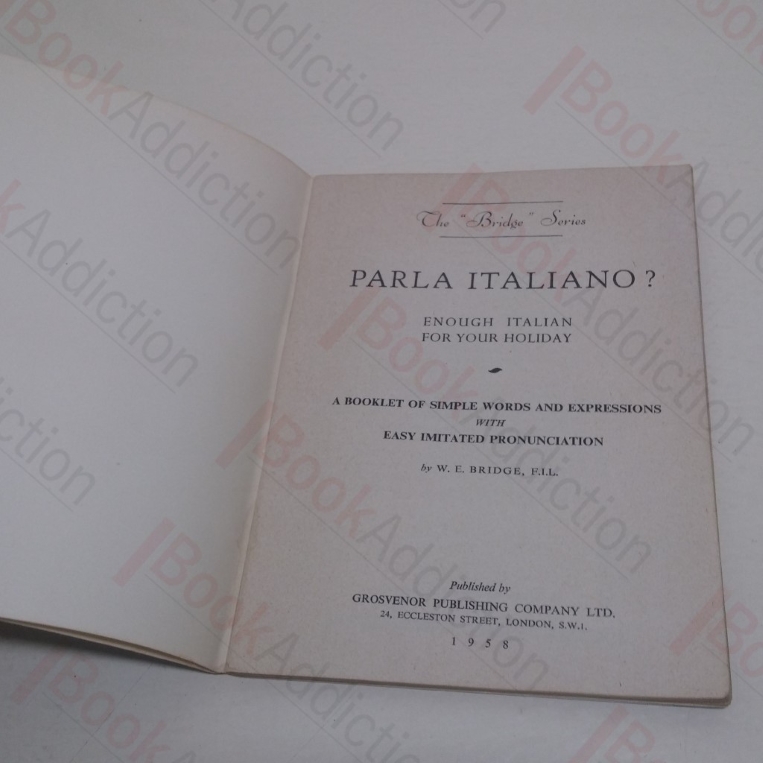 The "Bridge" Series
PARLA ITALIANO?
ENOUGH ITALIAN
FOR YOUR HOLIDAY
A BOOKLET OF SIMPLE WORDS AND EXPRESSIONS
WITH
EASY IMITATED PRONUNCIATION
by W. E. BRIDGE, F.I.L.
Published by
GROSVENOR PUBLISHING COMPANY LTD.
24, ECCLESTON STREET, LONDON, S.W.1.
1958
BookAddiction